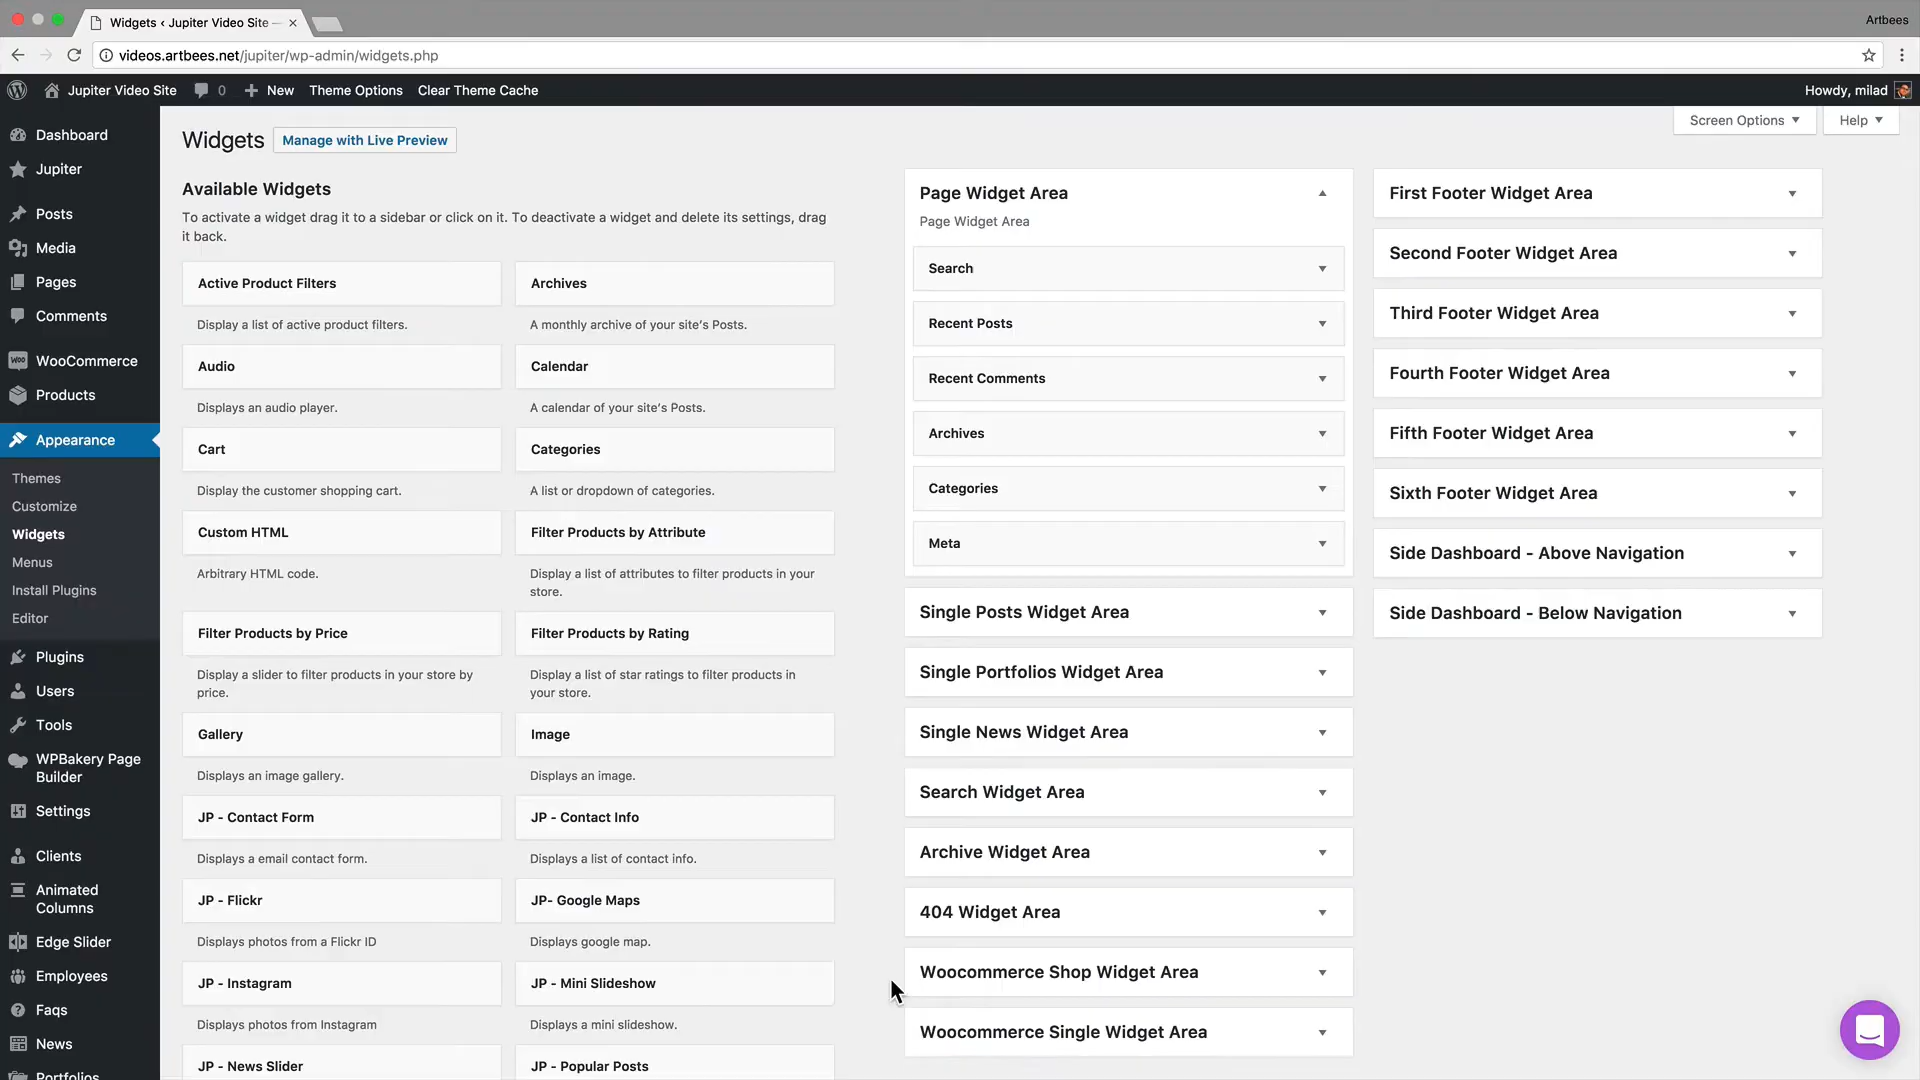 Widgets ‹ Jupiter Video Site —
Artbees
videos.artbees.net/jupiter/wp-admin/widgets.php
Jupiter Video Site
0
New
Theme Options
Clear Theme Cache
Howdy, milad
Dashboard
Jupiter
Posts
Media
Pages
Comments
WooCommerce
Products
Appearance
Themes
Customize
Widgets
Menus
Install Plugins
Editor
Plugins
Users
Tools
WPBakery Page
Builder
Settings
Clients
Animated
Columns
Edge Slider
Employees
Faqs
News
Portfolios
Widgets
Manage with Live Preview
Screen Options
Help
Available Widgets
To activate a widget drag it to a sidebar or click on it. To deactivate a widget and delete its settings, drag
it back.
Active Product Filters
Display a list of active product filters.
Archives
A monthly archive of your site's Posts.
Audio
Displays an audio player.
Calendar
A calendar of your site's Posts.
Cart
Display the customer shopping cart.
Categories
A list or dropdown of categories.
Custom HTML
Arbitrary HTML code.
Filter Products by Attribute
Display a list of attributes to filter products in your
store.
Filter Products by Price
Display a slider to filter products in your store by
price.
Filter Products by Rating
Display a list of star ratings to filter products in
your store.
Gallery
Displays an image gallery.
Image
Displays an image.
JP - Contact Form
Displays a email contact form.
JP - Contact Info
Displays a list of contact info.
JP - Flickr
Displays photos from a Flickr ID
JP- Google Maps
Displays google map.
JP - Instagram
Displays photos from Instagram
JP - Mini Slideshow
Displays a mini slideshow.
JP - News Slider
JP - Popular Posts
Page Widget Area
Page Widget Area
Search
Recent Posts
Recent Comments
Archives
Categories
Meta
Single Posts Widget Area
Single Portfolios Widget Area
Single News Widget Area
Search Widget Area
Archive Widget Area
404 Widget Area
Woocommerce Shop Widget Area
Woocommerce Single Widget Area
First Footer Widget Area
Second Footer Widget Area
Third Footer Widget Area
Fourth Footer Widget Area
Fifth Footer Widget Area
Sixth Footer Widget Area
Side Dashboard - Above Navigation
Side Dashboard - Below Navigation